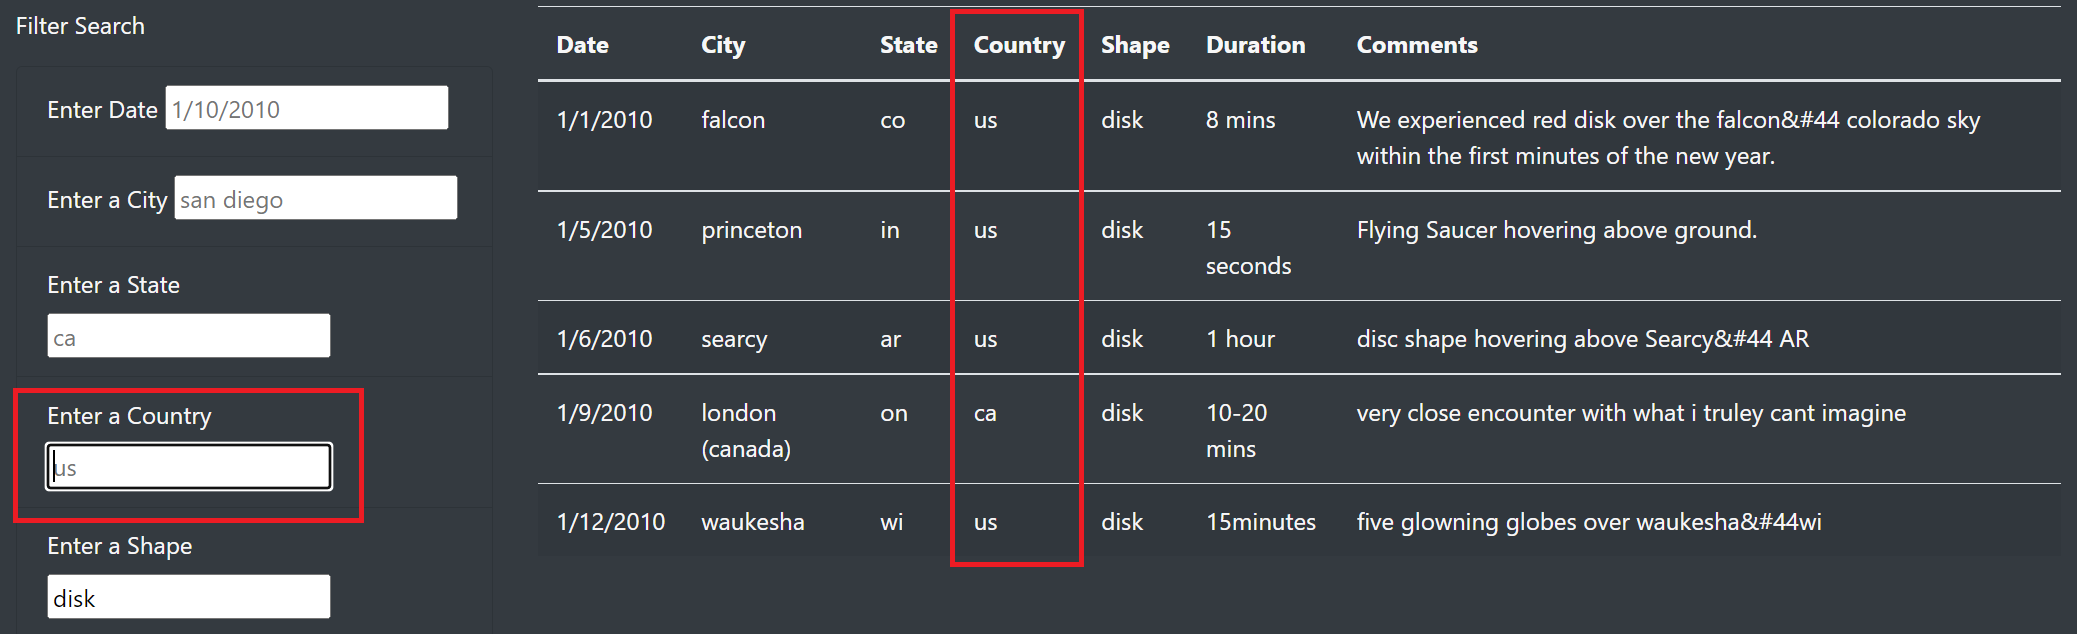 Filter Search
Enter Date 1/10/2010
Enter a City san diego
Enter a State
ca
Enter a Country
us
Enter a Shape
disk
Date City State Country Shape Duration Comments
1/1/2010 falcon co us disk 8 mins We experienced red disk over the falcon&#44 colorado sky
within the first minutes of the new year.
1/5/2010 princeton in us disk 15 Flying Saucer hovering above ground.
seconds
1/6/2010 searcy ar us disk 1 hour disc shape hovering above Searcy&#44 AR
1/9/2010 london on ca disk 10-20 very close encounter with what i truley cant imagine
(canada) mins
1/12/2010 waukesha wi us disk 15minutes five glowning globes over waukesha&#44wi